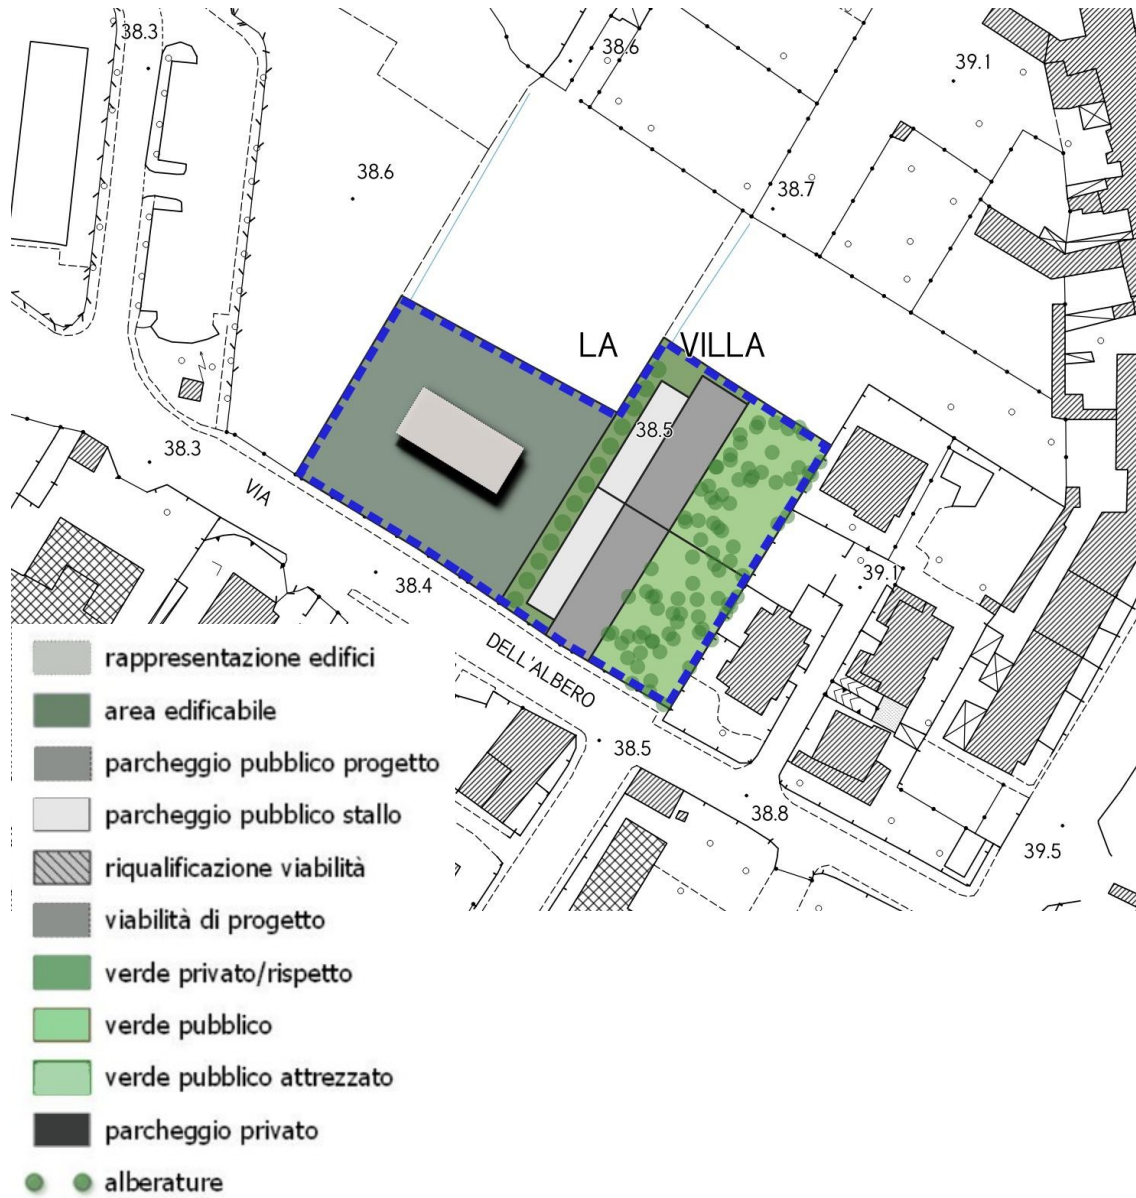 38.3
38.6
39.1
38.6
38.7
LA VILLA
38.5
38.3
VIA
38.4
39.1
DELL'ALBERO
38.5
38.8
39.5
rappresentazione edifici
area edificabile
parcheggio pubblico progetto
parcheggio pubblico stallo
riqualificazione viabilità
viabilità di progetto
verde privato/rispetto
verde pubblico
verde pubblico attrezzato
parcheggio privato
alberature